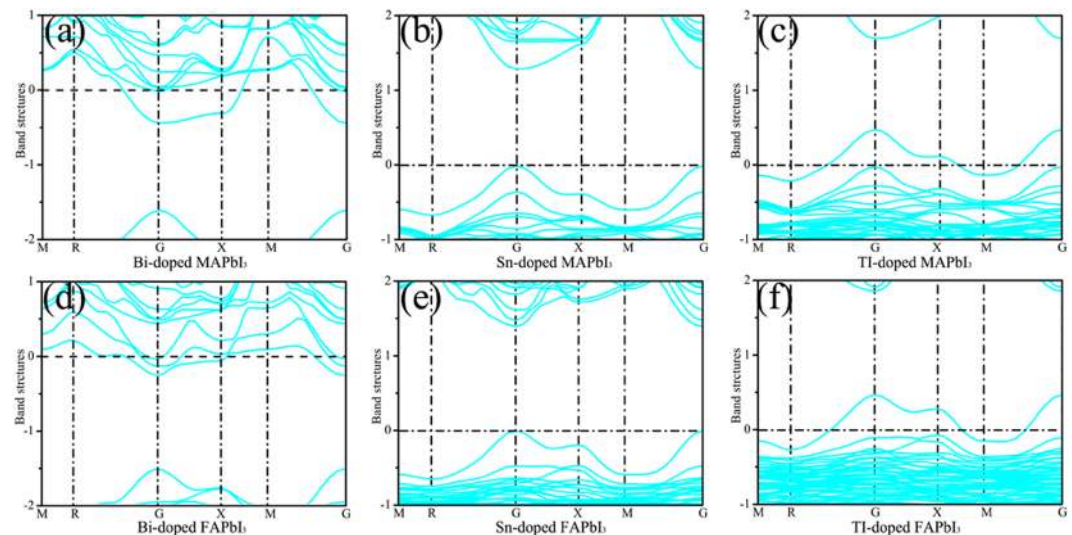 (a)
Band strctures
1
0
-1
-2
M R G X M G
Bi-doped MAPbI₃
(b)
Band strctures
2
1
0
-1
M R G X M G
Sn-doped MAPbI₃
(c)
Band strctures
2
1
0
-1
M R G X M G
TI-doped MAPbI₃
(d)
Band strctures
1
0
-1
-2
M R G X M G
Bi-doped FAPbI₃
(e)
Band strctures
2
1
0
-1
M R G X M G
Sn-doped FAPbI₃
(f)
Band strctures
2
1
0
-1
M R G X M G
TI-doped FAPbI₃